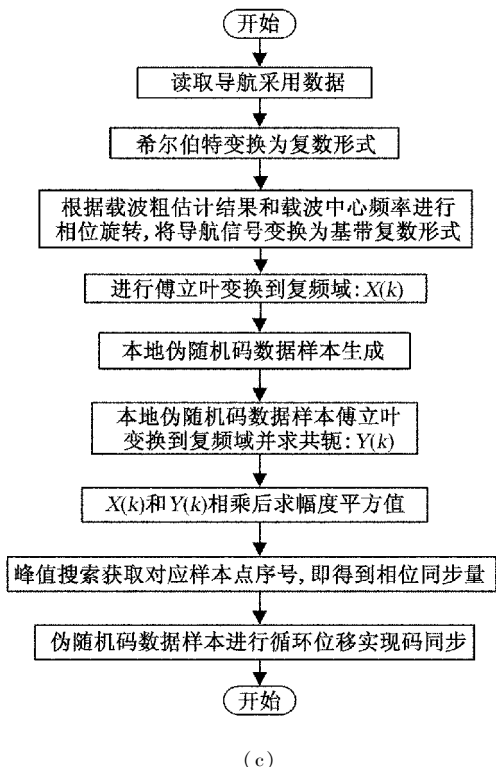 开始
读取导航采用数据
希尔伯特变换为复数形式
根据载波粗估计结果和载波中心频率进行
相位旋转,将导航信号变换为基带复数形式
进行傅立叶变换到复频域:X(k)
本地伪随机码数据样本生成
本地伪随机码数据样本傅立叶
变换到复频域并求共轭:Y(k)
X(k)和Y(k)相乘后求幅度平方值
峰值搜索获取对应样本点序号,即得到相位同步量
伪随机码数据样本进行循环位移实现码同步
开始
(c)